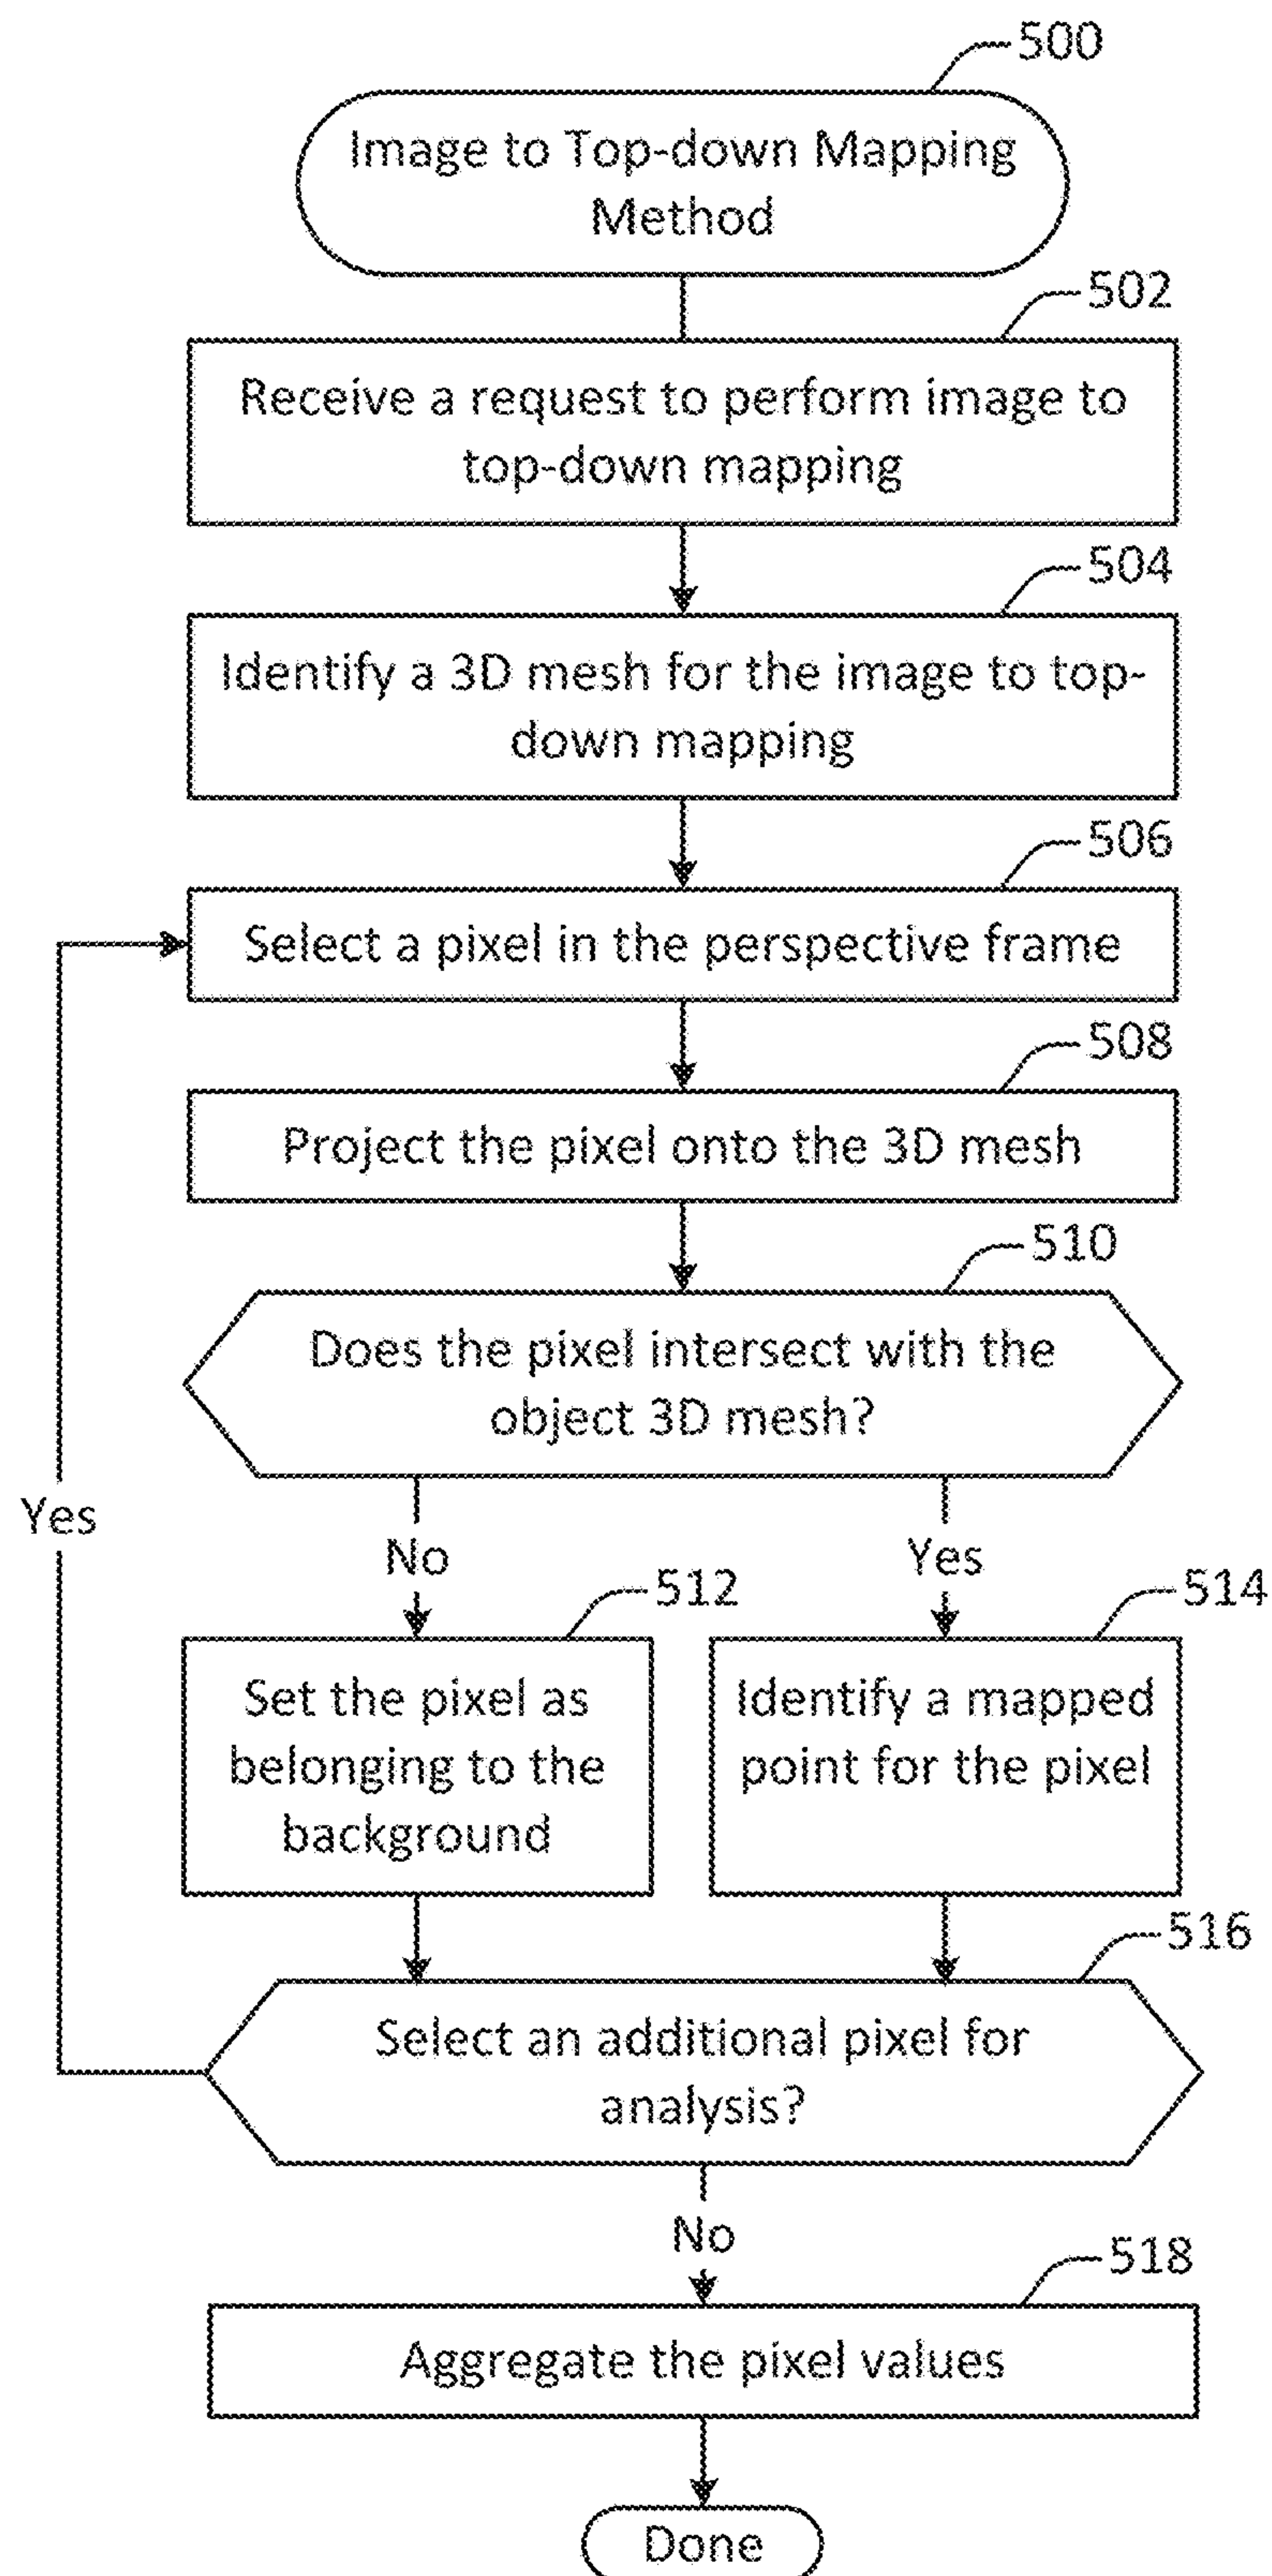 500
Image to Top-down Mapping
Method
502
Receive a request to perform image to
top-down mapping
504
Identify a 3D mesh for the image to top-
down mapping
506
Select a pixel in the perspective frame
508
Project the pixel onto the 3D mesh
510
Does the pixel intersect with the
object 3D mesh?
Yes
No
Yes
512
514
Set the pixel as
belonging to the
background
Identify a mapped
point for the pixel
516
Select an additional pixel for
analysis?
No
518
Aggregate the pixel values
Done